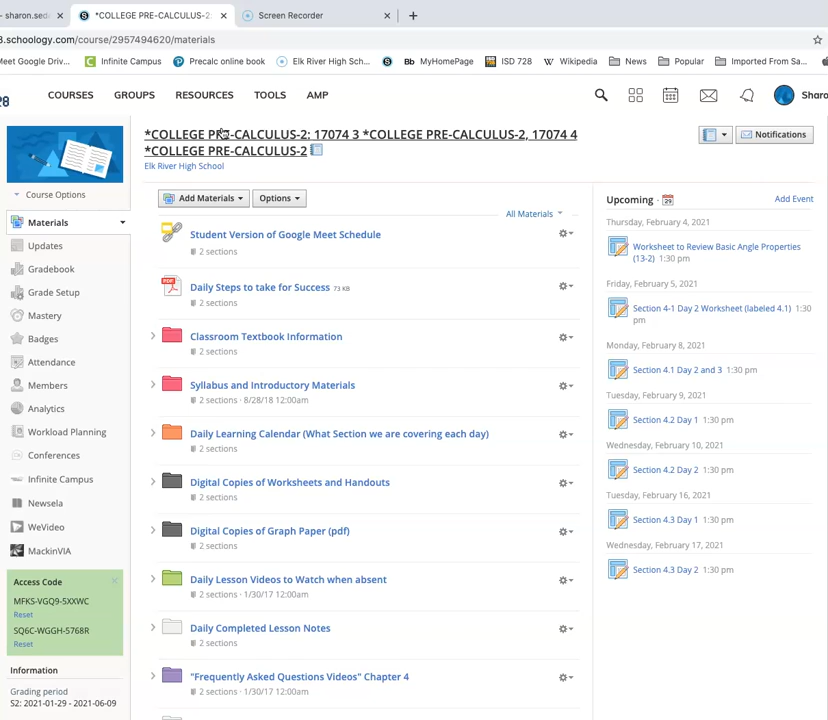 - sharon.sed
*COLLEGE PRE-CALCULUS-2:
Screen Recorder
.schoology.com/course/2957494620/materials
Meet Google Driv...
Infinite Campus
Precalc online book
Elk River High Sch...
MyHomePage
ISD 728
Wikipedia
News
Popular
Imported From Sa...
COURSES
GROUPS
RESOURCES
TOOLS
AMP
Sharo
*COLLEGE PRE-CALCULUS-2: 17074 3 *COLLEGE PRE-CALCULUS-2, 17074 4
*COLLEGE PRE-CALCULUS-2
Elk River High School
Notifications
Course Options
Materials
Updates
Gradebook
Grade Setup
Mastery
Badges
Attendance
Members
Analytics
Workload Planning
Conferences
Infinite Campus
Newsela
WeVideo
MackinVIA
Access Code
MFKS-VGQ9-5XXWC
Reset
SQ6C-WGGH-5768R
Reset
Information
Grading period
S2: 2021-01-29 - 2021-06-09
Add Materials
Options
All Materials
Student Version of Google Meet Schedule
2 sections
PDF
Daily Steps to take for Success 73 KB
2 sections
Classroom Textbook Information
2 sections
Syllabus and Introductory Materials
2 sections · 8/28/18 12:00am
Daily Learning Calendar (What Section we are covering each day)
2 sections
Digital Copies of Worksheets and Handouts
2 sections
Digital Copies of Graph Paper (pdf)
2 sections
Daily Lesson Videos to Watch when absent
2 sections · 1/30/17 12:00am
Daily Completed Lesson Notes
2 sections
"Frequently Asked Questions Videos" Chapter 4
2 sections · 1/30/17 12:00am
Upcoming · 29
Add Event
Thursday, February 4, 2021
Worksheet to Review Basic Angle Properties
(13-2) 1:30 pm
Friday, February 5, 2021
Section 4-1 Day 2 Worksheet (labeled 4.1) 1:30
pm
Monday, February 8, 2021
Section 4.1 Day 2 and 3 1:30 pm
Tuesday, February 9, 2021
Section 4.2 Day 1 1:30 pm
Wednesday, February 10, 2021
Section 4.2 Day 2 1:30 pm
Tuesday, February 16, 2021
Section 4.3 Day 1 1:30 pm
Wednesday, February 17, 2021
Section 4.3 Day 2 1:30 pm